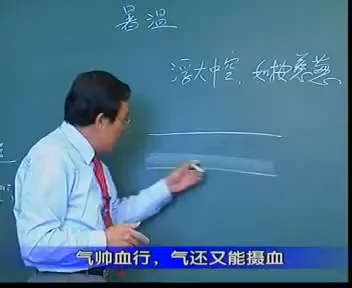 暑温
浮大中空，如按葱葱
气帅血行，气还又能摄血